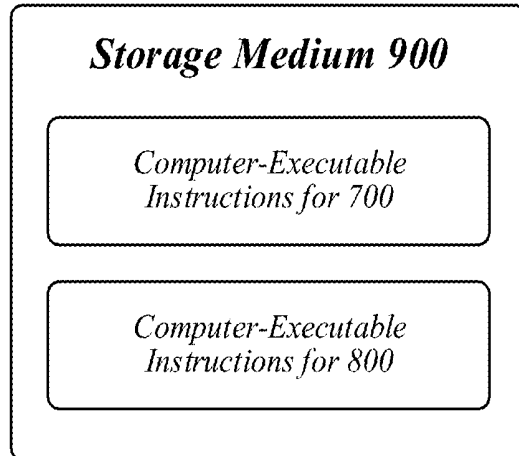 Storage Medium 900
Computer-Executable
Instructions for 700
Computer-Executable
Instructions for 800